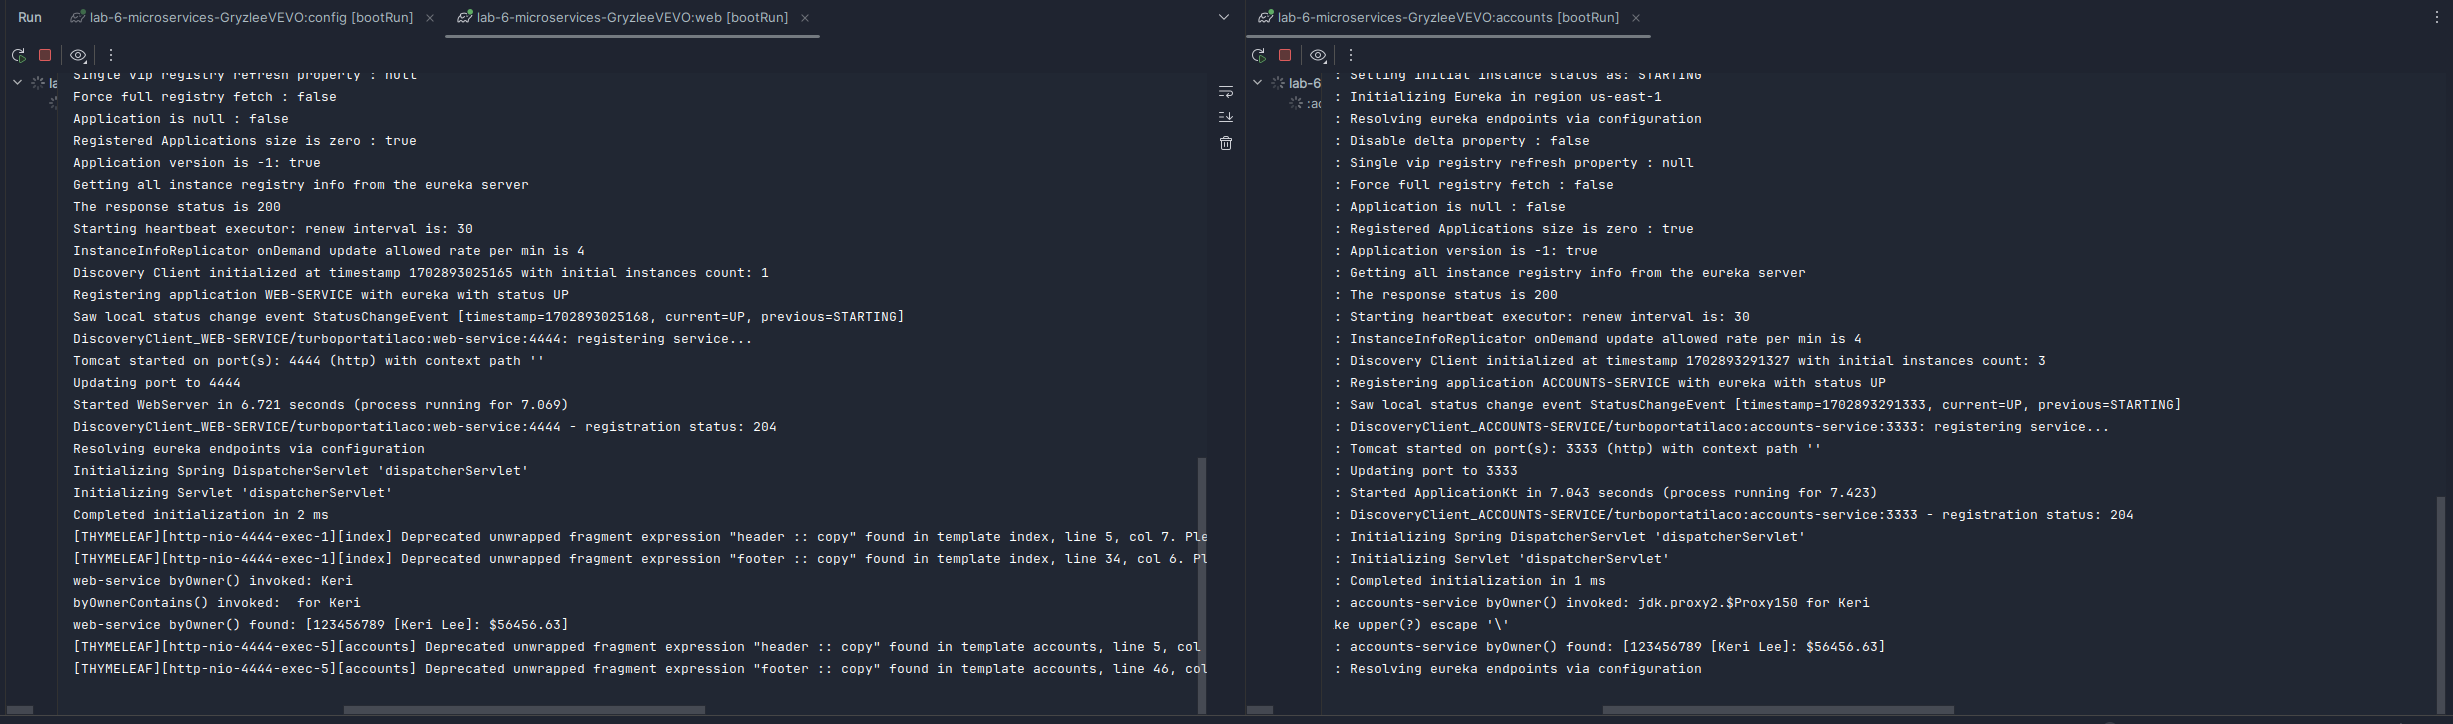 Run
lab-6-microservices-GryzleeVEVO:config [bootRun]
lab-6-microservices-GryzleeVEVO:web [bootRun]
la
Single vip registry refresh property : null
Force full registry fetch : false
Application is null : false
Registered Applications size is zero : true
Application version is -1: true
Getting all instance registry info from the eureka server
The response status is 200
Starting heartbeat executor: renew interval is: 30
InstanceInfoReplicator onDemand update allowed rate per min is 4
Discovery Client initialized at timestamp 1702893025165 with initial instances count: 1
Registering application WEB-SERVICE with eureka with status UP
Saw local status change event StatusChangeEvent [timestamp=1702893025168, current=UP, previous=STARTING]
DiscoveryClient_WEB-SERVICE/turboportatilaco:web-service:4444: registering service...
Tomcat started on port(s): 4444 (http) with context path ''
Updating port to 4444
Started WebServer in 6.721 seconds (process running for 7.069)
DiscoveryClient_WEB-SERVICE/turboportatilaco:web-service:4444 - registration status: 204
Resolving eureka endpoints via configuration
Initializing Spring DispatcherServlet 'dispatcherServlet'
Initializing Servlet 'dispatcherServlet'
Completed initialization in 2 ms
[THYMELEAF][http-nio-4444-exec-1][index] Deprecated unwrapped fragment expression "header :: copy" found in template index, line 5, col 7. Ple
[THYMELEAF][http-nio-4444-exec-1][index] Deprecated unwrapped fragment expression "footer :: copy" found in template index, line 34, col 6. Pl
web-service byOwner() invoked: Keri
byOwnerContains() invoked:  for Keri
web-service byOwner() found: [123456789 [Keri Lee]: $56456.63]
[THYMELEAF][http-nio-4444-exec-5][accounts] Deprecated unwrapped fragment expression "header :: copy" found in template accounts, line 5, col
[THYMELEAF][http-nio-4444-exec-5][accounts] Deprecated unwrapped fragment expression "footer :: copy" found in template accounts, line 46, col
lab-6-microservices-GryzleeVEVO:accounts [bootRun]
lab-6
:ac
: Setting initial instance status as: STARTING
: Initializing Eureka in region us-east-1
: Resolving eureka endpoints via configuration
: Disable delta property : false
: Single vip registry refresh property : null
: Force full registry fetch : false
: Application is null : false
: Registered Applications size is zero : true
: Application version is -1: true
: Getting all instance registry info from the eureka server
: The response status is 200
: Starting heartbeat executor: renew interval is: 30
: InstanceInfoReplicator onDemand update allowed rate per min is 4
: Discovery Client initialized at timestamp 1702893291327 with initial instances count: 3
: Registering application ACCOUNTS-SERVICE with eureka with status UP
: Saw local status change event StatusChangeEvent [timestamp=1702893291333, current=UP, previous=STARTING]
: DiscoveryClient_ACCOUNTS-SERVICE/turboportatilaco:accounts-service:3333: registering service...
: Tomcat started on port(s): 3333 (http) with context path ''
: Updating port to 3333
: Started ApplicationKt in 7.043 seconds (process running for 7.423)
: DiscoveryClient_ACCOUNTS-SERVICE/turboportatilaco:accounts-service:3333 - registration status: 204
: Initializing Spring DispatcherServlet 'dispatcherServlet'
: Initializing Servlet 'dispatcherServlet'
: Completed initialization in 1 ms
: accounts-service byOwner() invoked: jdk.proxy2.$Proxy150 for Keri
ke upper(?) escape '\'
: accounts-service byOwner() found: [123456789 [Keri Lee]: $56456.63]
: Resolving eureka endpoints via configuration